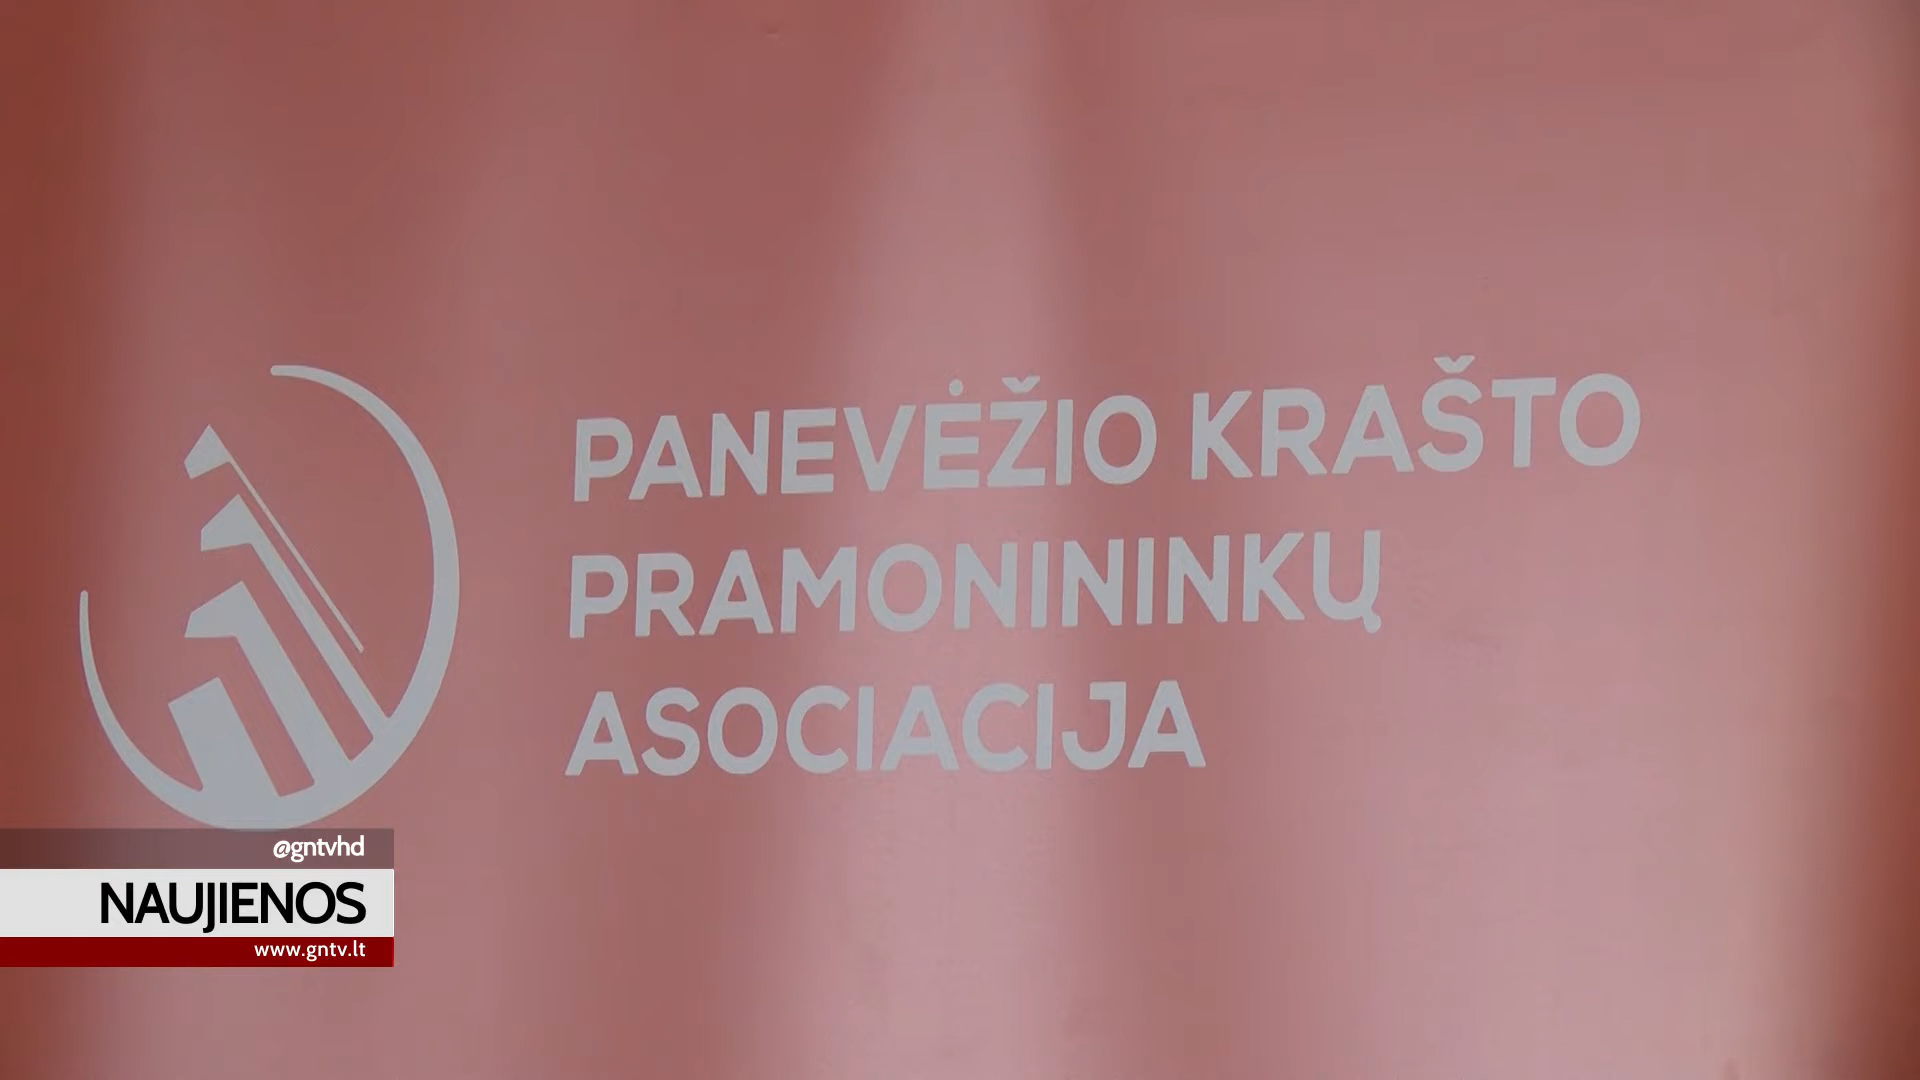 PANEVĖŽIO KRAŠTO
PRAMONININKŲ
ASOCIACIJA
@gntvhd
NAUJIENOS
www.gntv.lt